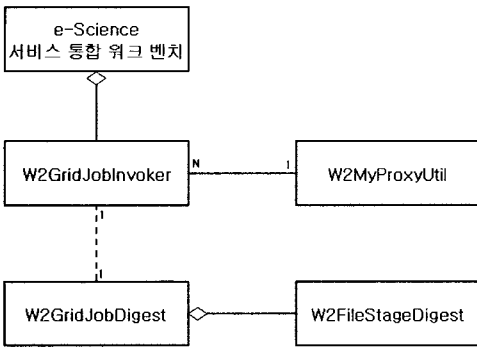 e-Science
서비스 통합 워크 벤치
W2GridJobInvoker
N
1
W2MyProxyUtil
1
1
W2GridJobDigest
W2FileStageDigest